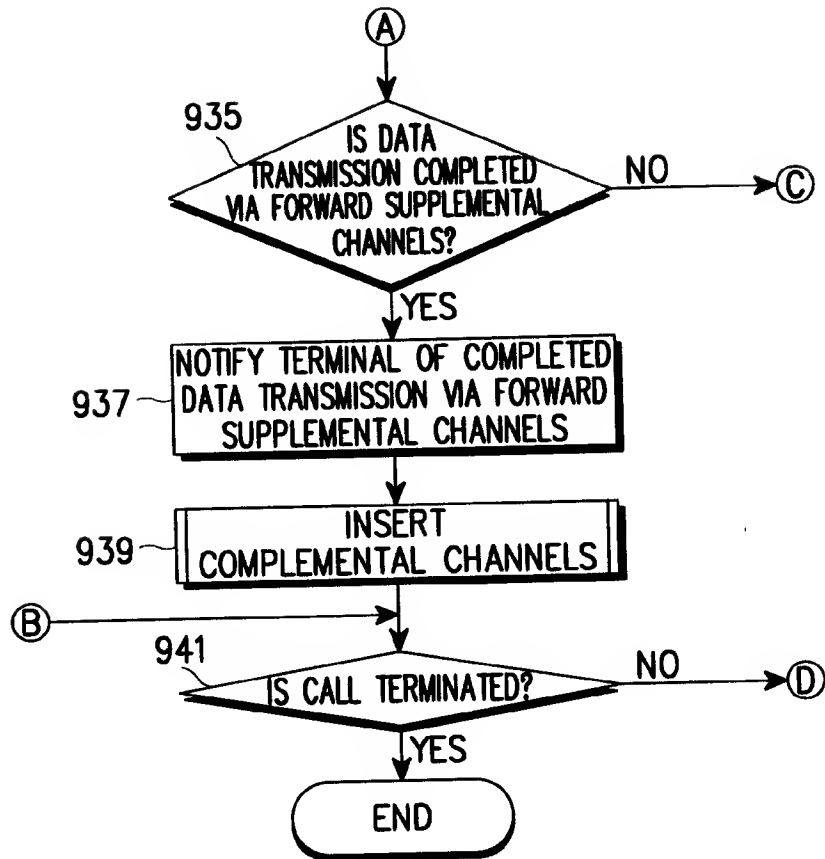 A
935
IS DATA
TRANSMISSION COMPLETED
VIA FORWARD SUPPLEMENTAL
CHANNELS?
NO
C
YES
937
NOTIFY TERMINAL OF COMPLETED
DATA TRANSMISSION VIA FORWARD
SUPPLEMENTAL CHANNELS
939
INSERT
COMPLEMENTAL CHANNELS
B
941
IS CALL TERMINATED?
NO
D
YES
END